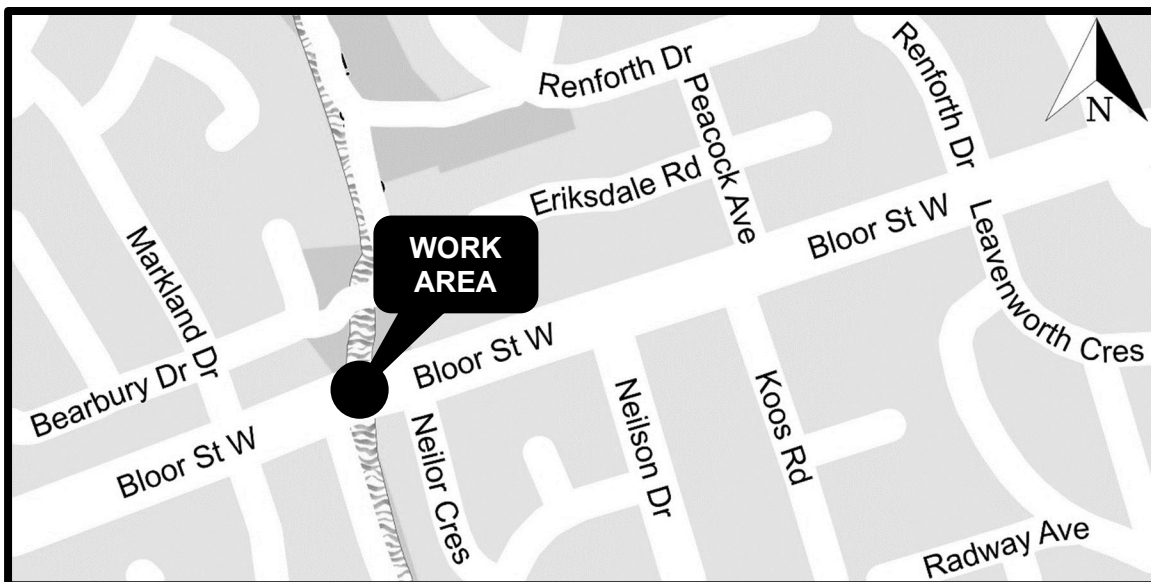 Renforth Dr
Renforth Dr
N
Peacock Ave
Eriksdale Rd
Bloor St W
Leavenworth Cres
WORK
AREA
Markland Dr
Bearbury Dr
Bloor St W
Bloor St W
Neilor Cres
Neilson Dr
Koos Rd
Radway Ave